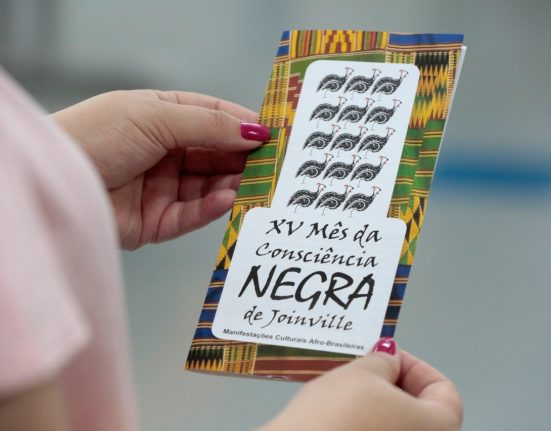 XV Mês da
Consciência
NEGRA
de Joinville
Manifestações Culturais Afro-Brasileiras